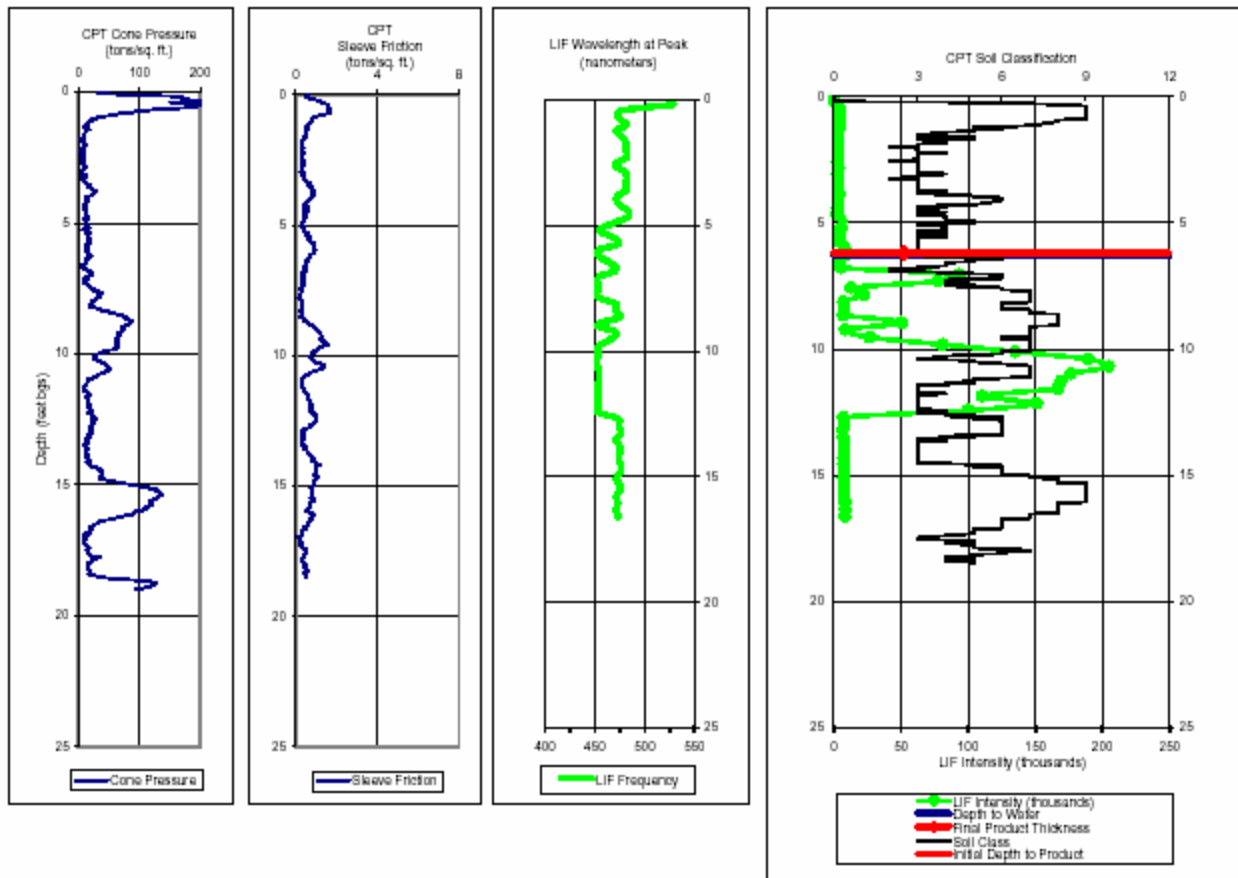 CPT Cone Pressure
(tons/sq. ft.)
0 100 200
0
5
10
15
20
25
Depth (feet bgs)
Cone Pressure
CPT
Sleeve Friction
(tons/sq. ft.)
0 4 8
0
5
10
15
20
25
Sleeve Friction
LIF Wavelength at Peak
(nanometers)
0
5
10
15
20
25
400 450 500 550
LIF Frequency
CPT Soil Classification
0 3 6 9 12
0 0
5 5
10 10
15 15
20 20
25 25
0 50 100 150 200 250
LIF Intensity (thousands)
LIF Intensity (thousands)
Depth to Water
Final Product Thickness
Soil Class
Initial Depth to Product